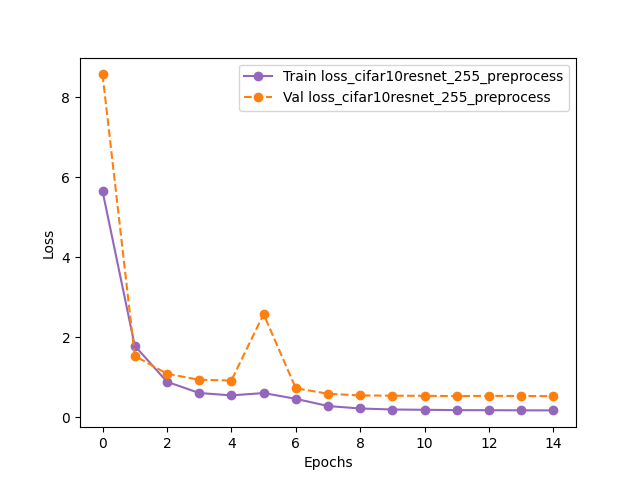 Train loss_cifar10resnet_255_preprocess
Val loss_cifar10resnet_255_preprocess
8
6
4
2
0
Loss
0 2 4 6 8 10 12 14
Epochs